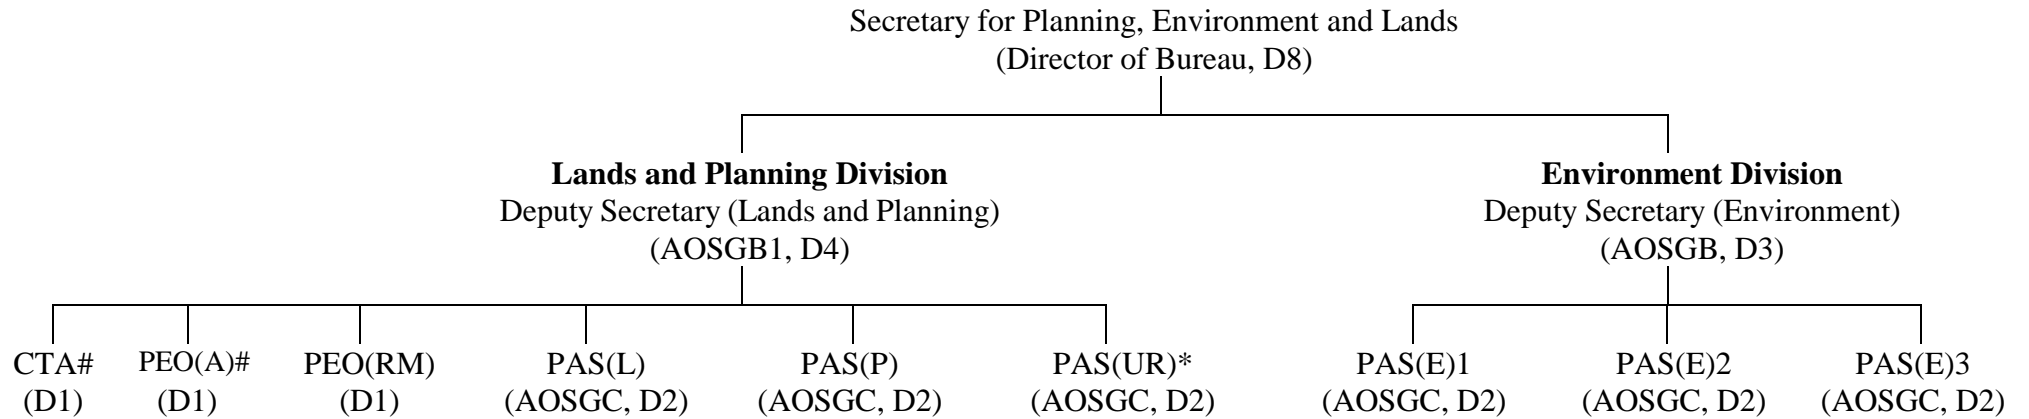 Secretary for Planning, Environment and Lands
(Director of Bureau, D8)
Lands and Planning Division
Deputy Secretary (Lands and Planning)
(AOSGB1, D4)
Environment Division
Deputy Secretary (Environment)
(AOSGB, D3)
CTA#
(D1)
PEO(A)#
(D1)
PEO(RM)
(D1)
PAS(L)
(AOSGC, D2)
PAS(P)
(AOSGC, D2)
PAS(UR)*
(AOSGC, D2)
PAS(E)1
(AOSGC, D2)
PAS(E)2
(AOSGC, D2)
PAS(E)3
(AOSGC, D2)